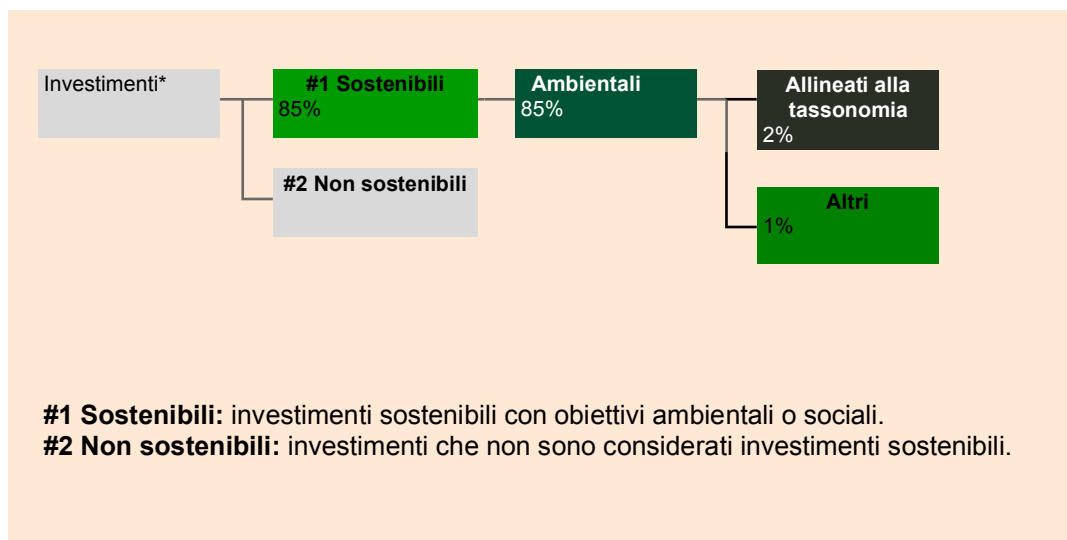 Investimenti*
#1 Sostenibili
85%
Ambientali
85%
Allineati alla
tassonomia
2%
#2 Non sostenibili
Altri
1%
#1 Sostenibili: investimenti sostenibili con obiettivi ambientali o sociali.
#2 Non sostenibili: investimenti che non sono considerati investimenti sostenibili.